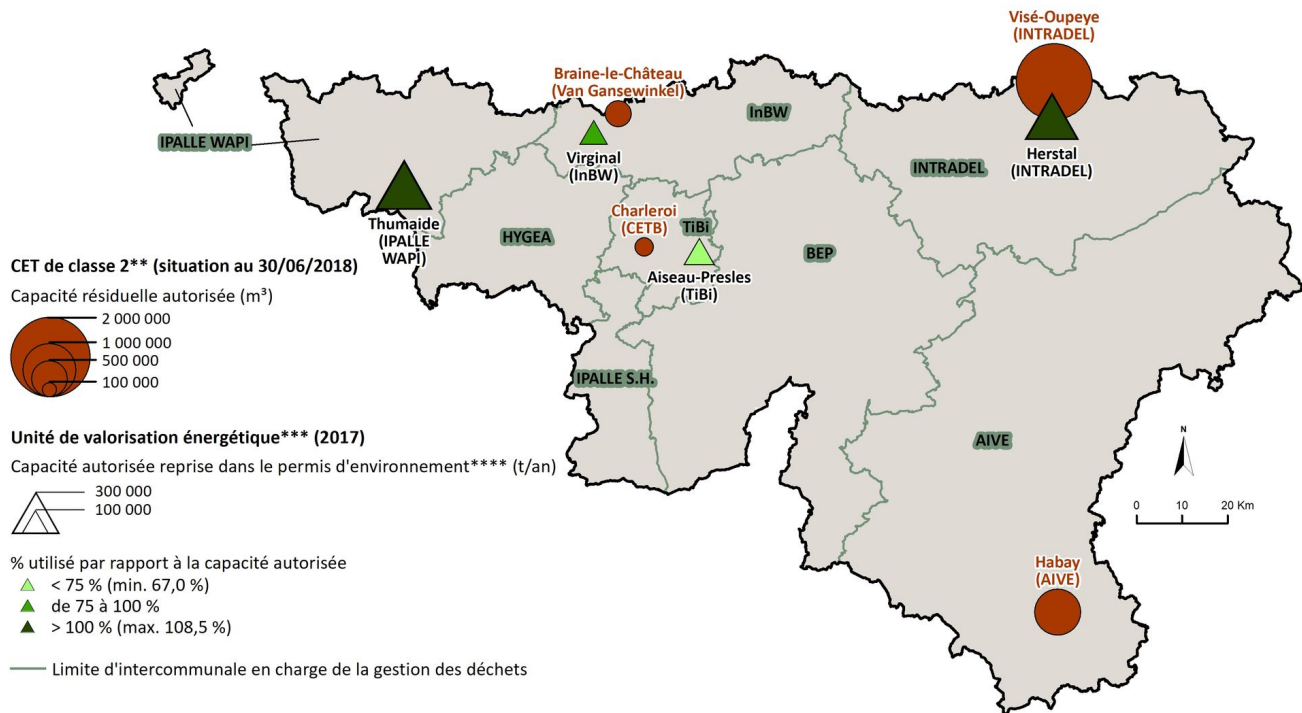 Visé-Oupeye
(INTRADEL)
Braine-le-Château
(Van Gansewinkel)
InBW
IPALLE WAPI
Virginal
(InBW)
Herstal
(INTRADEL)
INTRADEL
Thumaide
(IPALLE
WAPI)
HYGEA
Charleroi
(CETB)
TiBi
BEP
Aiseau-Presles
(TiBi)
IPALLE S.H.
AIVE
Habay
(AIVE)
CET de classe 2** (situation au 30/06/2018)
Capacité résiduelle autorisée (m³)
2 000 000
1 000 000
500 000
100 000
Unité de valorisation énergétique*** (2017)
Capacité autorisée reprise dans le permis d'environnement**** (t/an)
300 000
100 000
% utilisé par rapport à la capacité autorisée
< 75 % (min. 67,0 %)
de 75 à 100 %
> 100 % (max. 108,5 %)
Limite d'intercommunale en charge de la gestion des déchets
N
0 10 20 Km